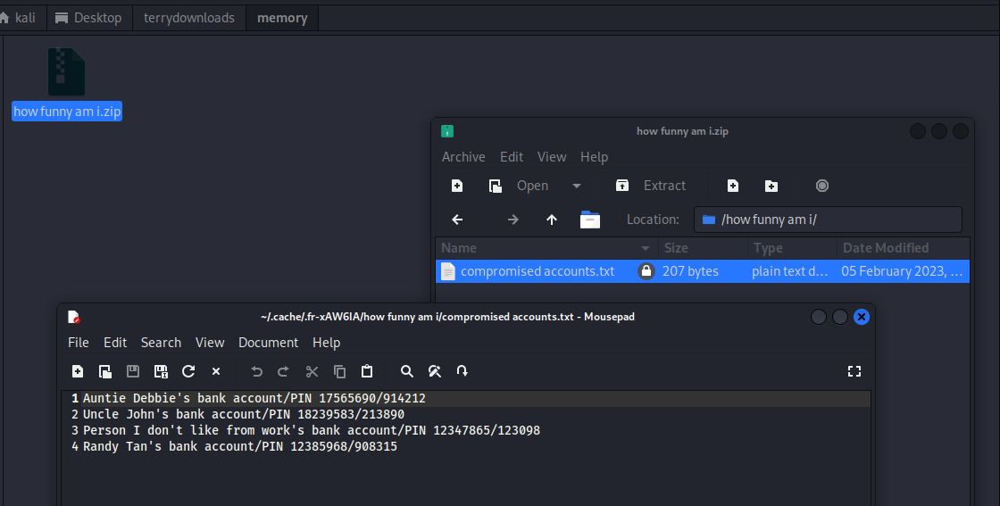 kali Desktop terrydownloads memory
how funny am i.zip
how funny am i.zip
Archive Edit View Help
Open Extract
Location: /how funny am i/
Name Size Type Date Modified
compromised accounts.txt 207 bytes plain text d... 05 February 2023, ...
~/.cache/.fr-xAW6IA/how funny am i/compromised accounts.txt - Mousepad
File Edit Search View Document Help
1 Auntie Debbie's bank account/PIN 17565690/914212
2 Uncle John's bank account/PIN 18239583/213890
3 Person I don't like from work's bank account/PIN 12347865/123098
4 Randy Tan's bank account/PIN 12385968/908315